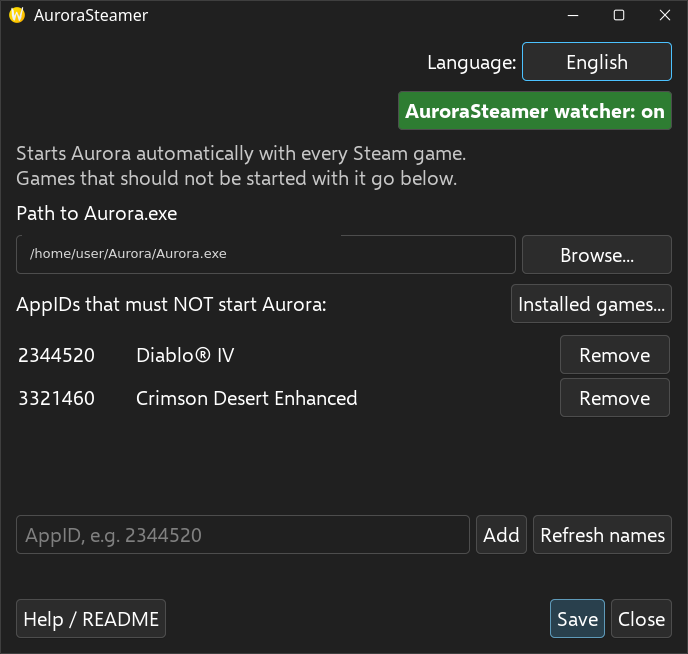 AuroraSteamer
Language: English
AuroraSteamer watcher: on
Starts Aurora automatically with every Steam game.
Games that should not be started with it go below.
Path to Aurora.exe
/home/user/Aurora/Aurora.exe Browse...
AppIDs that must NOT start Aurora: Installed games...
2344520 Diablo® IV Remove
3321460 Crimson Desert Enhanced Remove
AppID, e.g. 2344520 Add Refresh names
Help / README Save Close